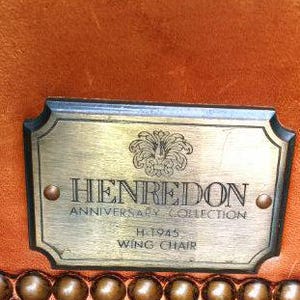 HENREDON
ANNIVERSARY COLLECTION
H-1945
WING CHAIR